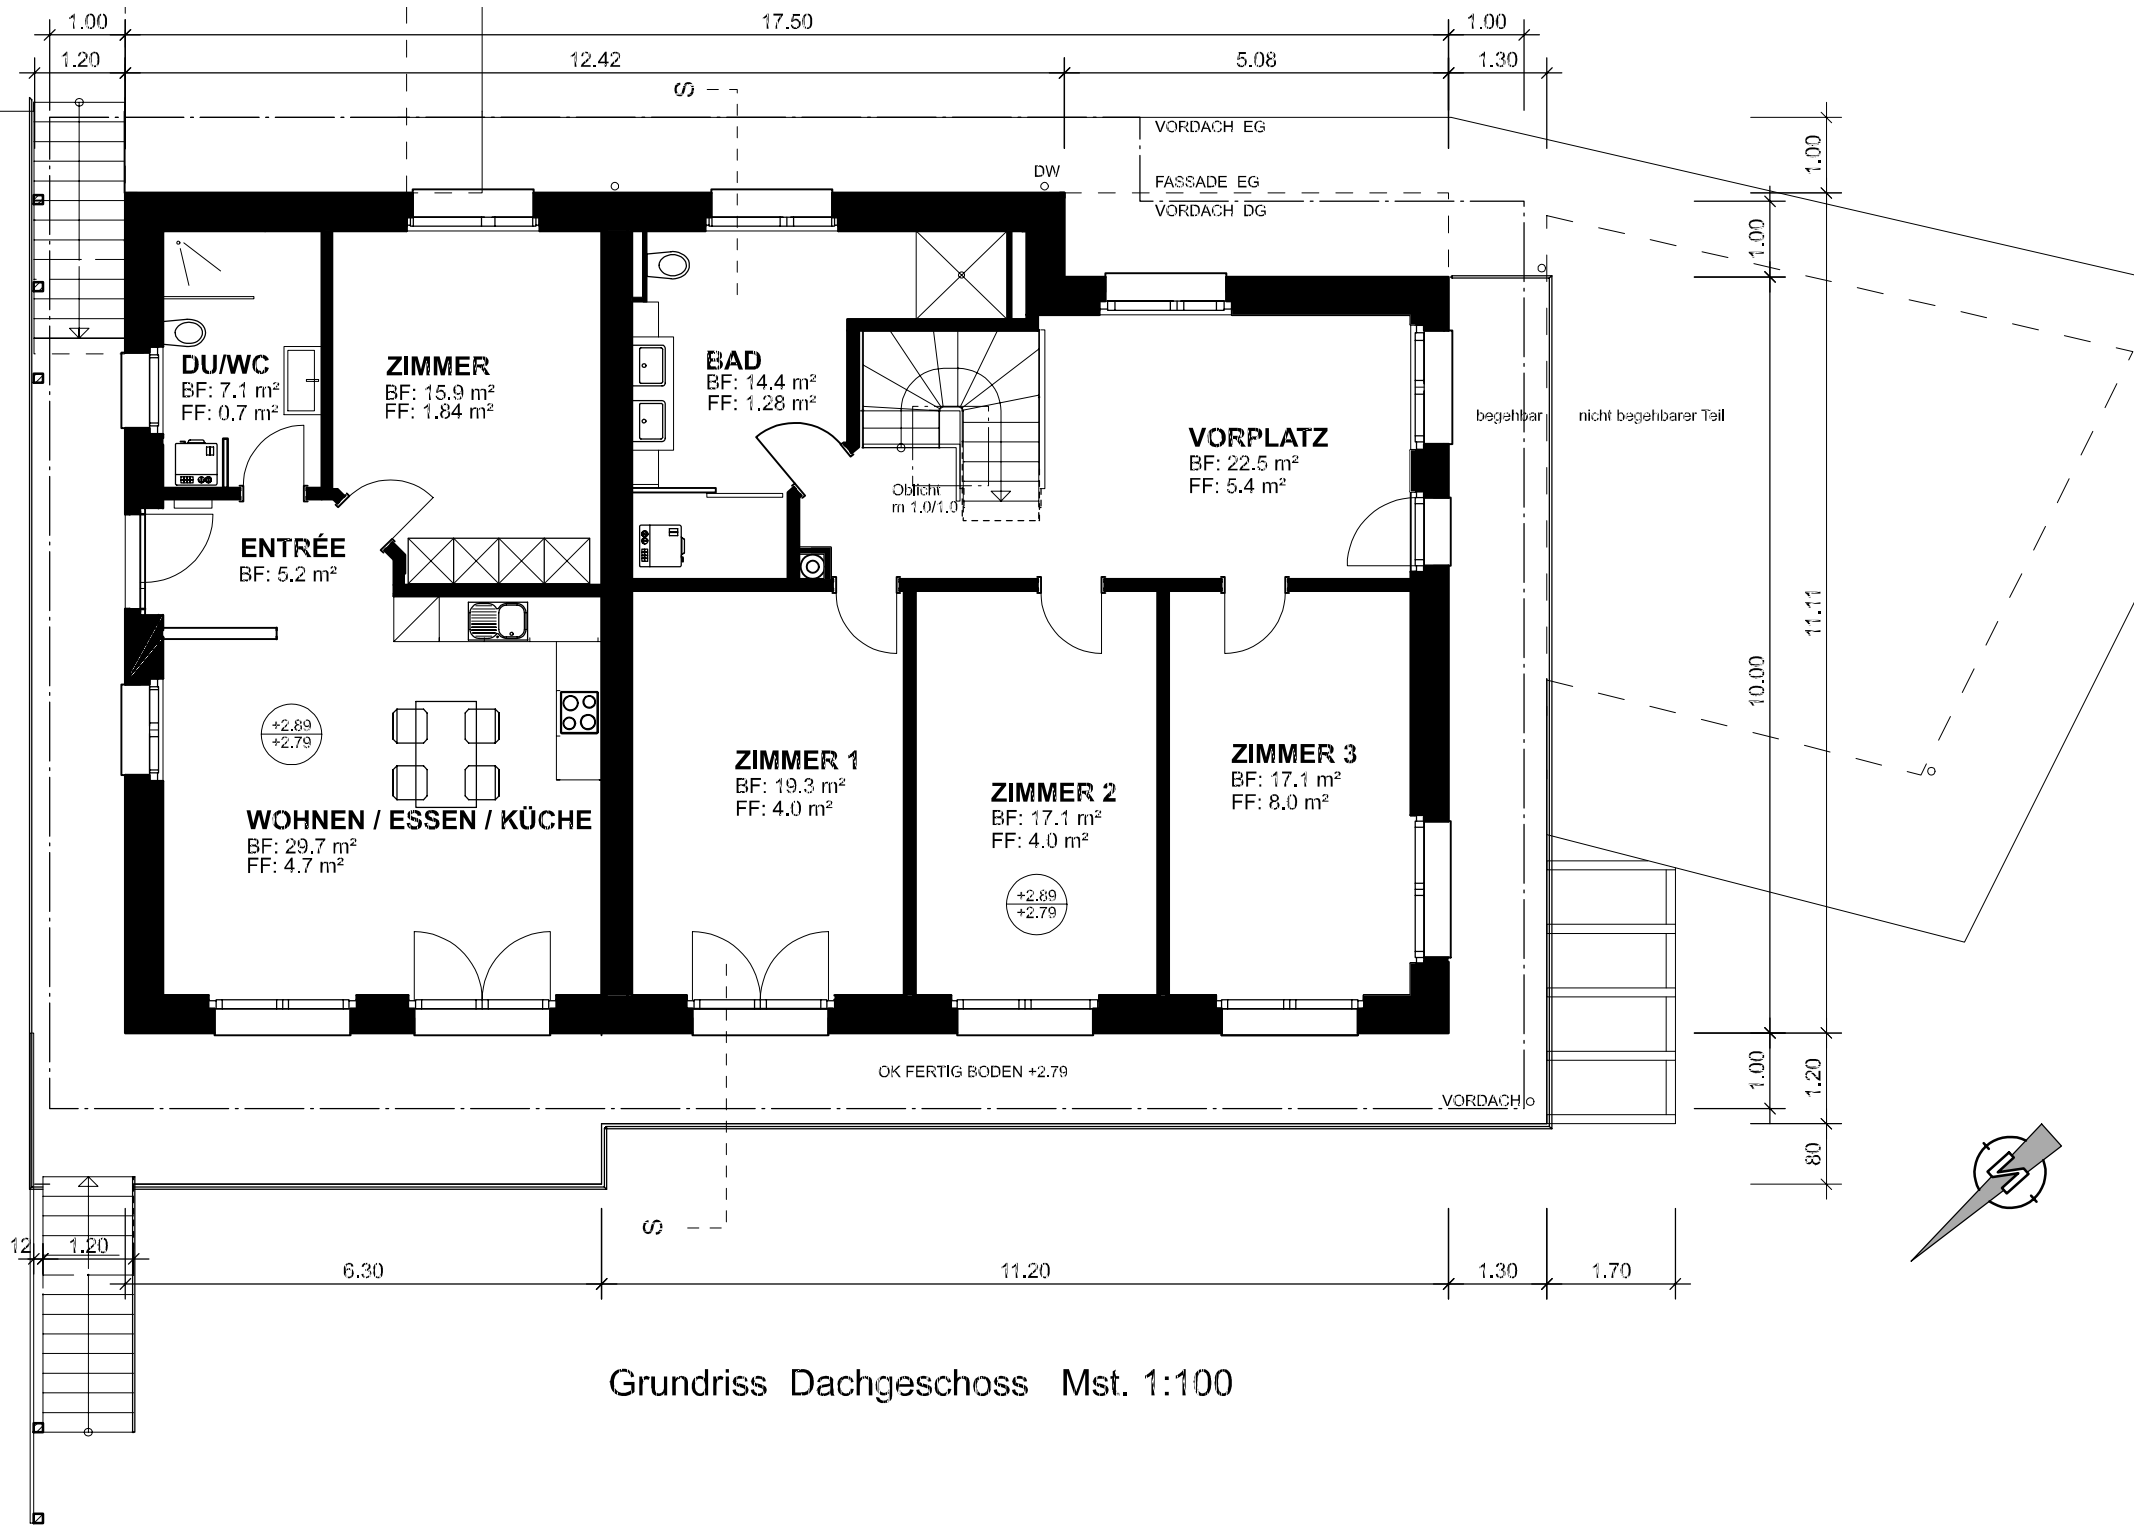 1.00
17.50
1.00
1.20
12.42
5.08
1.30
S
VORDACH EG
DW
FASSADE EG
VORDACH DG
1.00
1.00
DU/WC
BF: 7.1 m²
FF: 0.7 m²
ZIMMER
BF: 15.9 m²
FF: 1.84 m²
BAD
BF: 14.4 m²
FF: 1.28 m²
VORPLATZ
BF: 22.5 m²
FF: 5.4 m²
begehbar
nicht begehbarer Teil
Oblicht
m 1.0/1.0
ENTRÉE
BF: 5.2 m²
11.11
10.00
+2.89
+2.79
WOHNEN / ESSEN / KÜCHE
BF: 29.7 m²
FF: 4.7 m²
ZIMMER 1
BF: 19.3 m²
FF: 4.0 m²
ZIMMER 2
BF: 17.1 m²
FF: 4.0 m²
+2.89
+2.79
ZIMMER 3
BF: 17.1 m²
FF: 8.0 m²
OK FERTIG BODEN +2.79
VORDACH
1.00
1.20
80
N
S
12
1.20
6.30
11.20
1.30
1.70
Grundriss Dachgeschoss Mst. 1:100